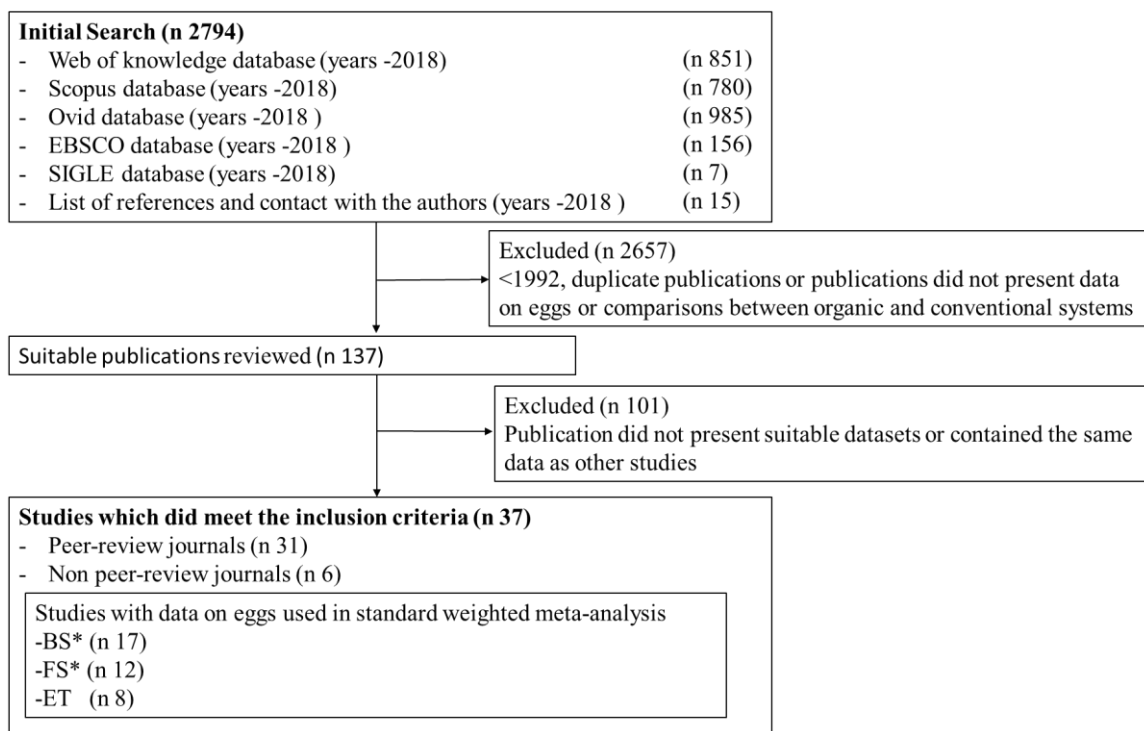 Initial Search (n 2794)
- Web of knowledge database (years -2018) (n 851)
- Scopus database (years -2018) (n 780)
- Ovid database (years -2018 ) (n 985)
- EBSCO database (years -2018 ) (n 156)
- SIGLE database (years -2018) (n 7)
- List of references and contact with the authors (years -2018 ) (n 15)
Excluded (n 2657)
<1992, duplicate publications or publications did not present data
on eggs or comparisons between organic and conventional systems
Suitable publications reviewed (n 137)
Excluded (n 101)
Publication did not present suitable datasets or contained the same
data as other studies
Studies which did meet the inclusion criteria (n 37)
- Peer-review journals (n 31)
- Non peer-review journals (n 6)
Studies with data on eggs used in standard weighted meta-analysis
-BS* (n 17)
-FS* (n 12)
-ET (n 8)